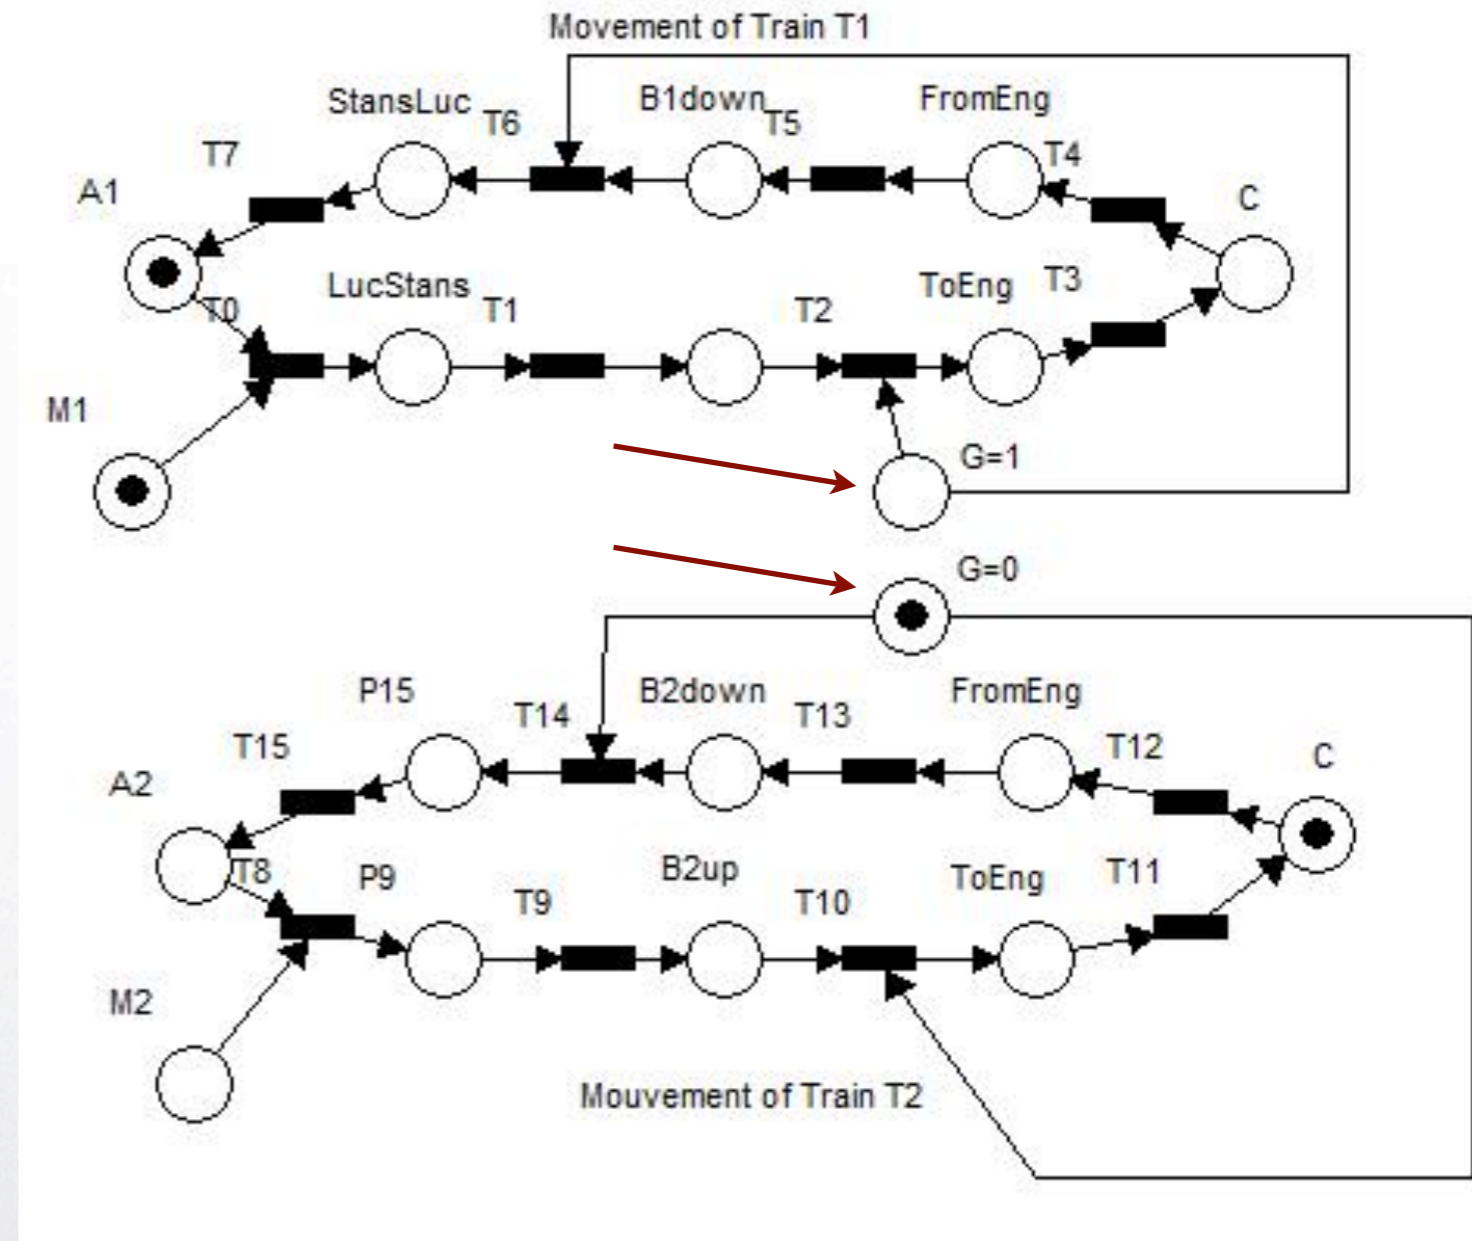 Movement of Train T1
StansLuc
T6
B1down
T5
FromEng
T4
T7
A1
C
T0
LucStans
T1
T2
ToEng
T3
M1
G=1
G=0
P15
T14
B2down
T13
FromEng
T12
T15
A2
C
T8
P9
T9
B2up
T10
ToEng
T11
M2
Mouvement of Train T2